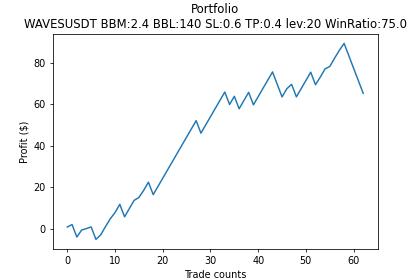 Portfolio
WAVESUSDT BBM:2.4 BBL:140 SL:0.6 TP:0.4 lev:20 WinRatio:75.0
Profit ($)
80
60
40
20
0
0 10 20 30 40 50 60
Trade counts